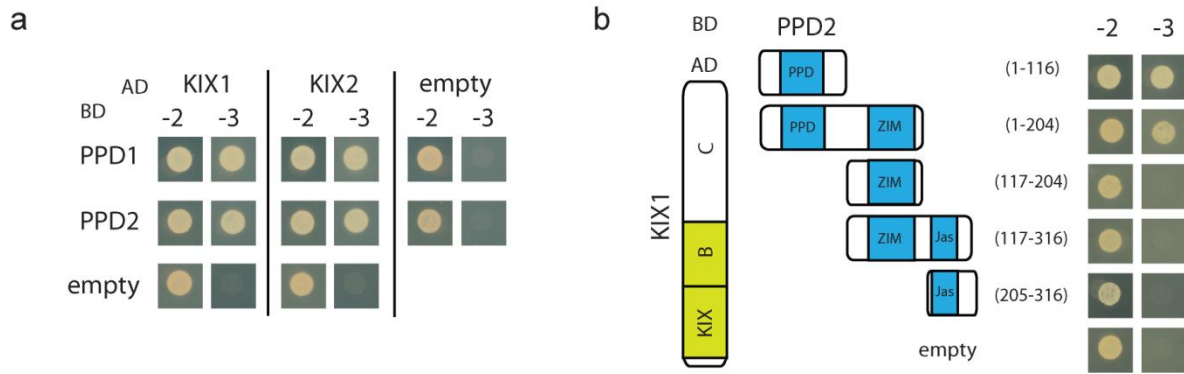 a
AD KIX1 KIX2 empty
BD -2 -3 -2 -3 -2 -3
PPD1
PPD2
empty
b
BD PPD2 -2 -3
AD
PPD (1-116)
PPD ZIM (1-204)
ZIM (117-204)
ZIM Jas (117-316)
Jas (205-316)
empty
KIX1
C
B
KIX